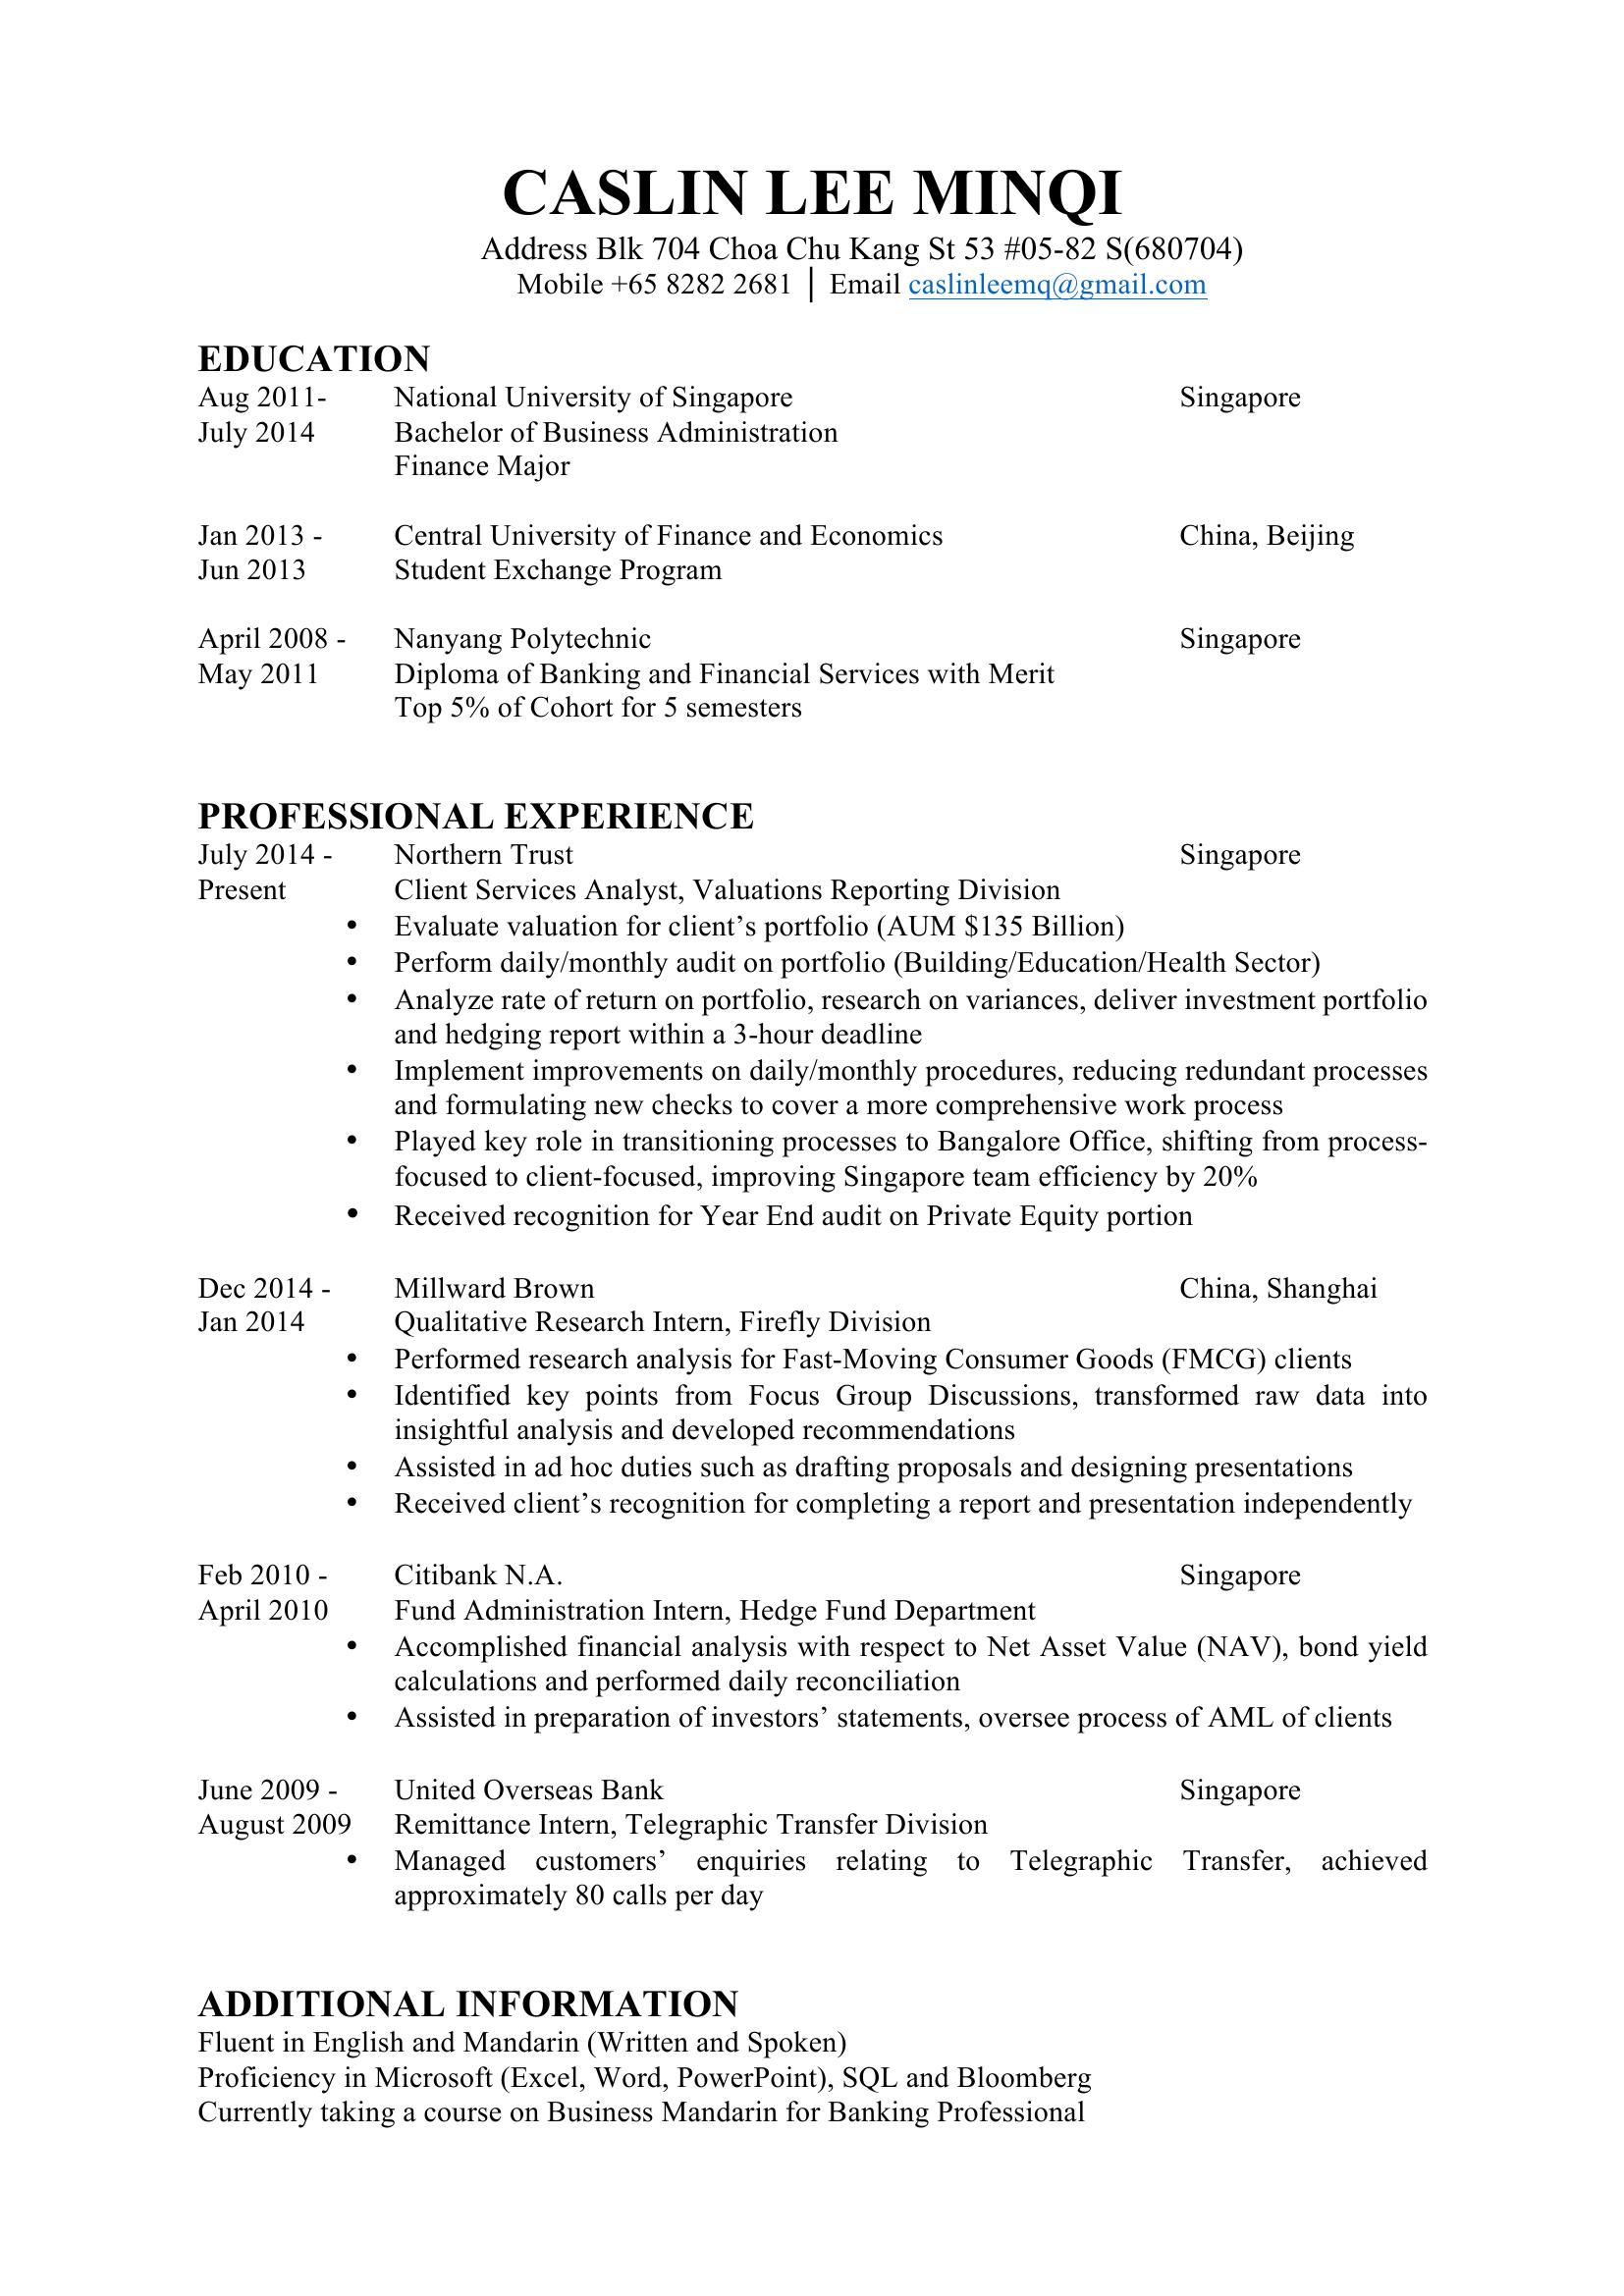 CASLIN LEE MINQI
Address Blk 704 Choa Chu Kang St 53 #05-82 S(680704)
Mobile +65 8282 2681 │ Email caslinleemq@gmail.com
EDUCATION
Aug 2011- National University of Singapore Singapore
July 2014 Bachelor of Business Administration
Finance Major
Jan 2013 - Central University of Finance and Economics China, Beijing
Jun 2013 Student Exchange Program
April 2008 - Nanyang Polytechnic Singapore
May 2011 Diploma of Banking and Financial Services with Merit
Top 5% of Cohort for 5 semesters
PROFESSIONAL EXPERIENCE
July 2014 - Northern Trust Singapore
Present Client Services Analyst, Valuations Reporting Division
• Evaluate valuation for client’s portfolio (AUM $135 Billion)
• Perform daily/monthly audit on portfolio (Building/Education/Health Sector)
• Analyze rate of return on portfolio, research on variances, deliver investment portfolio
and hedging report within a 3-hour deadline
• Implement improvements on daily/monthly procedures, reducing redundant processes
and formulating new checks to cover a more comprehensive work process
• Played key role in transitioning processes to Bangalore Office, shifting from process-
focused to client-focused, improving Singapore team efficiency by 20%
• Received recognition for Year End audit on Private Equity portion
Dec 2014 - Millward Brown China, Shanghai
Jan 2014 Qualitative Research Intern, Firefly Division
• Performed research analysis for Fast-Moving Consumer Goods (FMCG) clients
• Identified key points from Focus Group Discussions, transformed raw data into
insightful analysis and developed recommendations
• Assisted in ad hoc duties such as drafting proposals and designing presentations
• Received client’s recognition for completing a report and presentation independently
Feb 2010 - Citibank N.A. Singapore
April 2010 Fund Administration Intern, Hedge Fund Department
• Accomplished financial analysis with respect to Net Asset Value (NAV), bond yield
calculations and performed daily reconciliation
• Assisted in preparation of investors’ statements, oversee process of AML of clients
June 2009 - United Overseas Bank Singapore
August 2009 Remittance Intern, Telegraphic Transfer Division
• Managed customers’ enquiries relating to Telegraphic Transfer, achieved
approximately 80 calls per day
ADDITIONAL INFORMATION
Fluent in English and Mandarin (Written and Spoken)
Proficiency in Microsoft (Excel, Word, PowerPoint), SQL and Bloomberg
Currently taking a course on Business Mandarin for Banking Professional